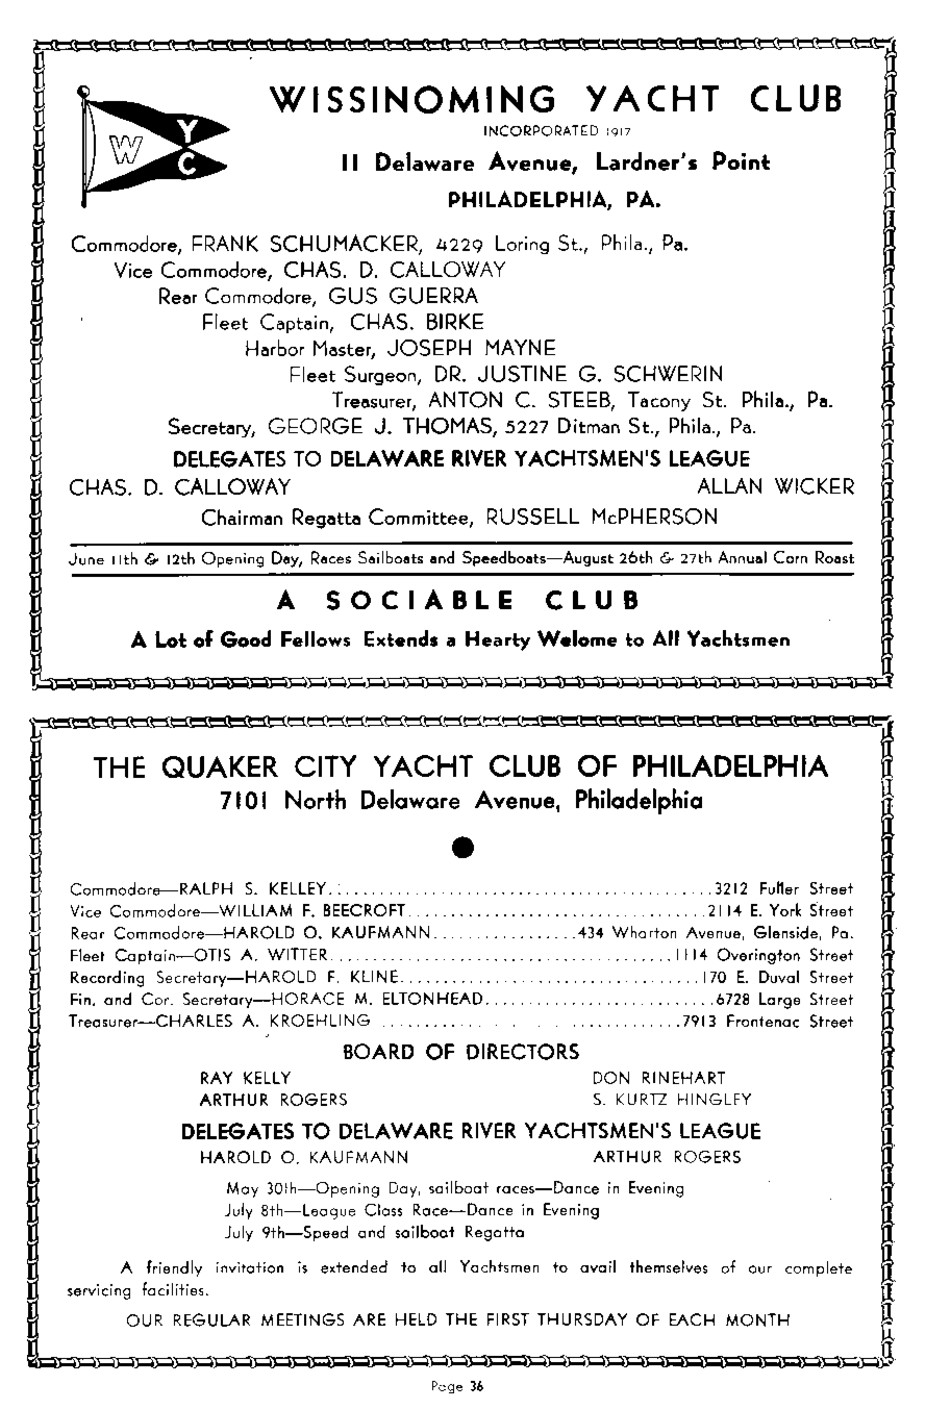 WISSINOMING YACHT CLUB
INCORPORATED 1917
11 Delaware Avenue, Lardner's Point
PHILADELPHIA, PA.
W Y C
Commodore, FRANK SCHUMACKER, 4229 Loring St., Phila., Pa.
Vice Commodore, CHAS. D. CALLOWAY
Rear Commodore, GUS GUERRA
Fleet Captain, CHAS. BIRKE
Harbor Master, JOSEPH MAYNE
Fleet Surgeon, DR. JUSTINE G. SCHWERIN
Treasurer, ANTON C. STEEB, Tacony St. Phila., Pa.
Secretary, GEORGE J. THOMAS, 5227 Ditman St., Phila., Pa.
DELEGATES TO DELAWARE RIVER YACHTSMEN'S LEAGUE
CHAS. D. CALLOWAY ALLAN WICKER
Chairman Regatta Committee, RUSSELL McPHERSON
June 11th & 12th Opening Day, Races Sailboats and Speedboats—August 26th & 27th Annual Corn Roast
A SOCIABLE CLUB
A Lot of Good Fellows Extends a Hearty Welome to All Yachtsmen
THE QUAKER CITY YACHT CLUB OF PHILADELPHIA
7101 North Delaware Avenue, Philadelphia
Commodore—RALPH S. KELLEY. 3212 Fuller Street
Vice Commodore—WILLIAM F. BEECROFT. 2114 E. York Street
Rear Commodore—HAROLD O. KAUFMANN. 434 Wharton Avenue, Glenside, Pa.
Fleet Captain—OTIS A. WITTER. 1114 Overington Street
Recording Secretary—HAROLD F. KLINE. 170 E. Duval Street
Fin. and Cor. Secretary—HORACE M. ELTONHEAD. 6728 Large Street
Treasurer—CHARLES A. KROEHLING 7913 Frontenac Street
BOARD OF DIRECTORS
RAY KELLY DON RINEHART
ARTHUR ROGERS S. KURTZ HINGLEY
DELEGATES TO DELAWARE RIVER YACHTSMEN'S LEAGUE
HAROLD O. KAUFMANN ARTHUR ROGERS
May 30th—Opening Day, sailboat races—Dance in Evening
July 8th—League Class Race—Dance in Evening
July 9th—Speed and sailboat Regatta
A friendly invitation is extended to all Yachtsmen to avail themselves of our complete
servicing facilities.
OUR REGULAR MEETINGS ARE HELD THE FIRST THURSDAY OF EACH MONTH
Page 36